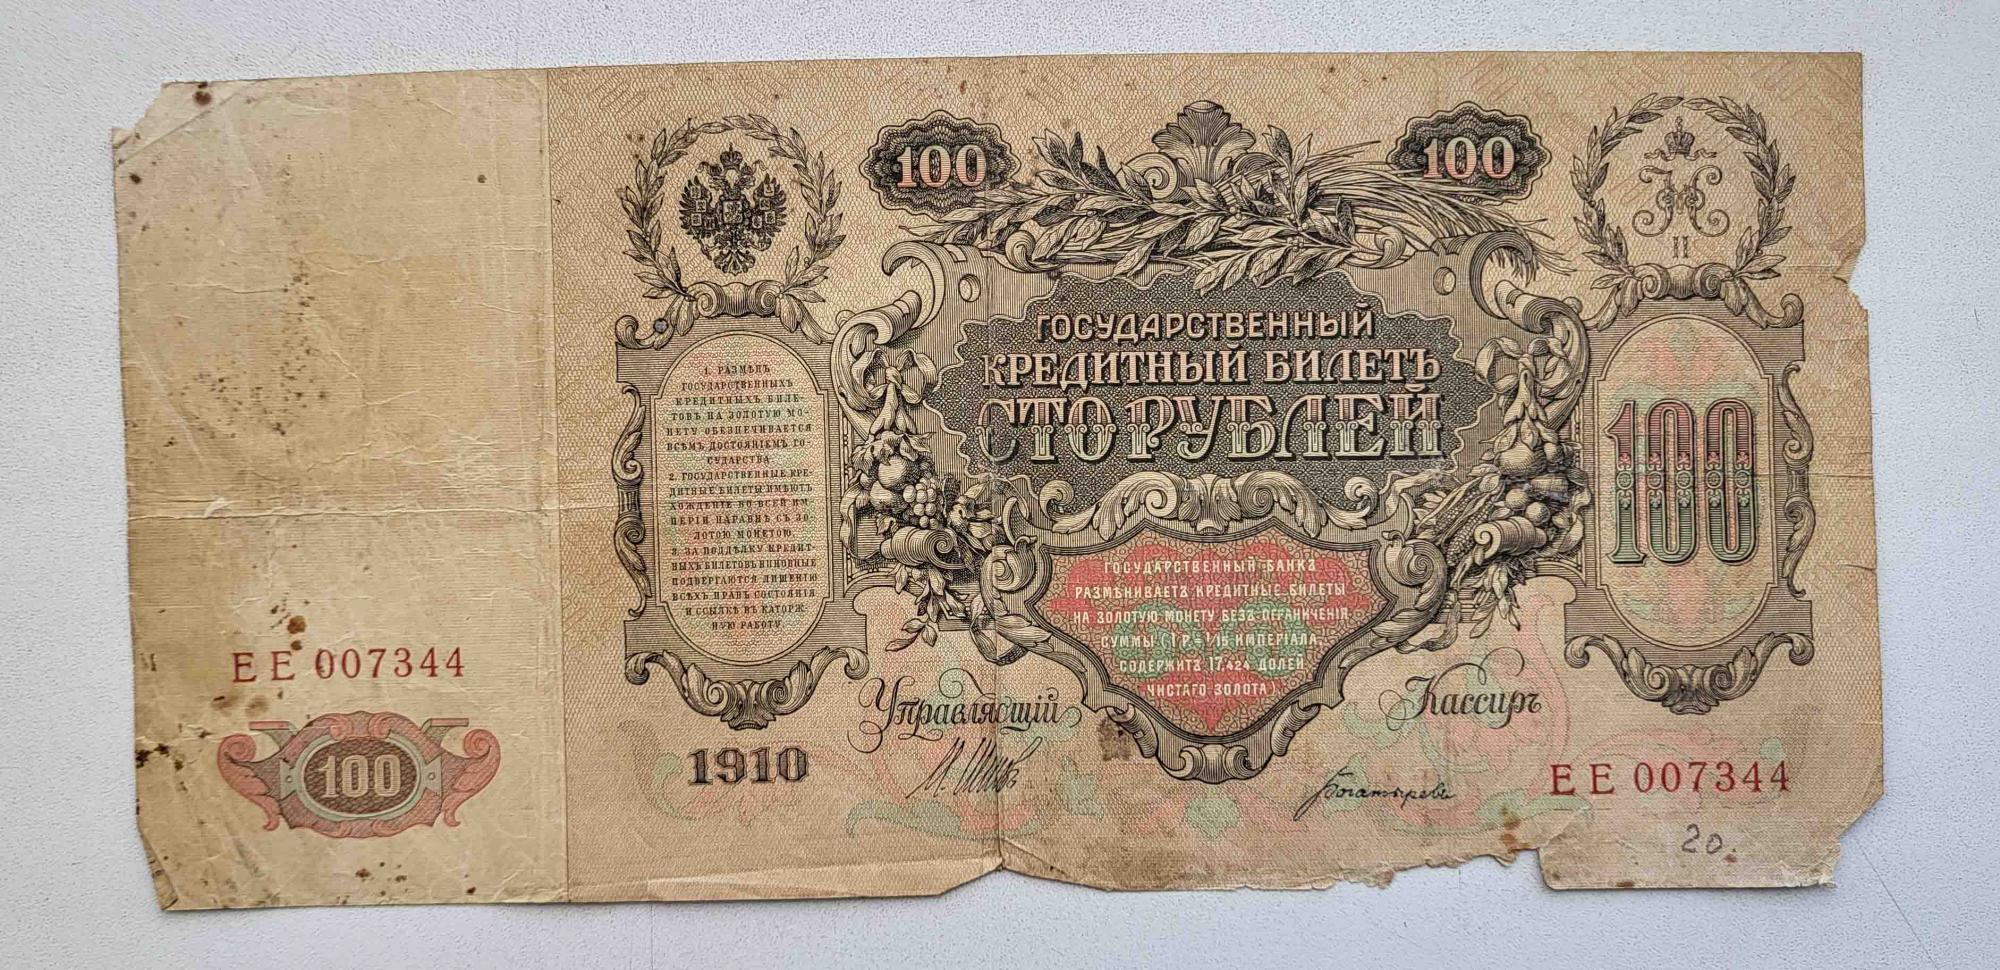 100
100
II
ГОСУДАРСТВЕННЫЙ
КРЕДИТНЫЙ БИЛЕТЪ
СТО РУБЛЕЙ
1. РАЗМѢНЪ
ГОСУДАРСТВЕННЫХЪ
КРЕДИТНЫХЪ БИЛЕ-
ТОВЪ НА ЗОЛОТУЮ МО-
НЕТУ ОБЕЗПЕЧИВАЕТСЯ
ВСѢМЪ ДОСТОЯНІЕМЪ ГО-
СУДАРСТВА.
2. ГОСУДАРСТВЕННЫЕ КРЕ-
ДИТНЫЕ БИЛЕТЫ ИМѢЮТЪ
ХОЖДЕНІЕ ВО ВСЕЙ ИМ-
ПЕРІИ НАРАВНѢ СЪ ЗО-
ЛОТОЮ МОНЕТОЮ.
3. ЗА ПОДДѢЛКУ КРЕДИТ-
НЫХЪ БИЛЕТОВЪ ВИНОВНЫЕ
ПОДВЕРГАЮТСЯ ЛИШЕНІЮ
ВСѢХЪ ПРАВЪ СОСТОЯНІЯ
И ССЫЛКѢ ВЪ КАТОРЖ-
НУЮ РАБОТУ.
100
ГОСУДАРСТВЕННЫЙ БАНКЪ
РАЗМѢНИВАЕТЪ КРЕДИТНЫЕ БИЛЕТЫ
НА ЗОЛОТУЮ МОНЕТУ БЕЗЪ ОГРАНИЧЕНІЯ
СУММЫ (1 Р.= 1/15 ИМПЕРІАЛА,
СОДЕРЖИТЪ 17,424 ДОЛЕЙ
ЧИСТАГО ЗОЛОТА)
ЕЕ 007344
100
Управляющій
Кассиръ
1910
И. Шиповъ
Богатыревъ
ЕЕ 007344
20.